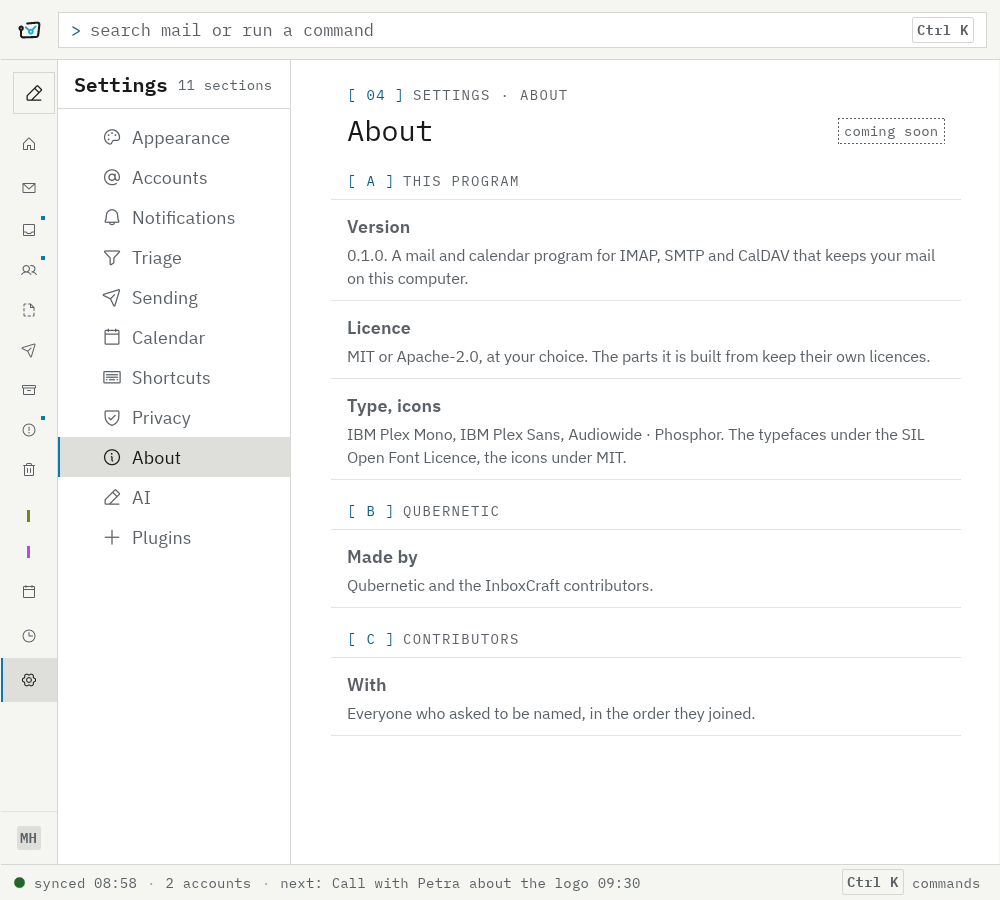 > search mail or run a command
Ctrl K
Settings 11 sections
Appearance
Accounts
Notifications
Triage
Sending
Calendar
Shortcuts
Privacy
About
AI
Plugins
[ 04 ] SETTINGS · ABOUT
About
coming soon
[ A ] THIS PROGRAM
Version
0.1.0. A mail and calendar program for IMAP, SMTP and CalDAV that keeps your mail
on this computer.
Licence
MIT or Apache-2.0, at your choice. The parts it is built from keep their own licences.
Type, icons
IBM Plex Mono, IBM Plex Sans, Audiowide · Phosphor. The typefaces under the SIL
Open Font Licence, the icons under MIT.
[ B ] QUBERNETIC
Made by
Qubernetic and the InboxCraft contributors.
[ C ] CONTRIBUTORS
With
Everyone who asked to be named, in the order they joined.
MH
synced 08:58 · 2 accounts · next: Call with Petra about the logo 09:30
Ctrl K commands